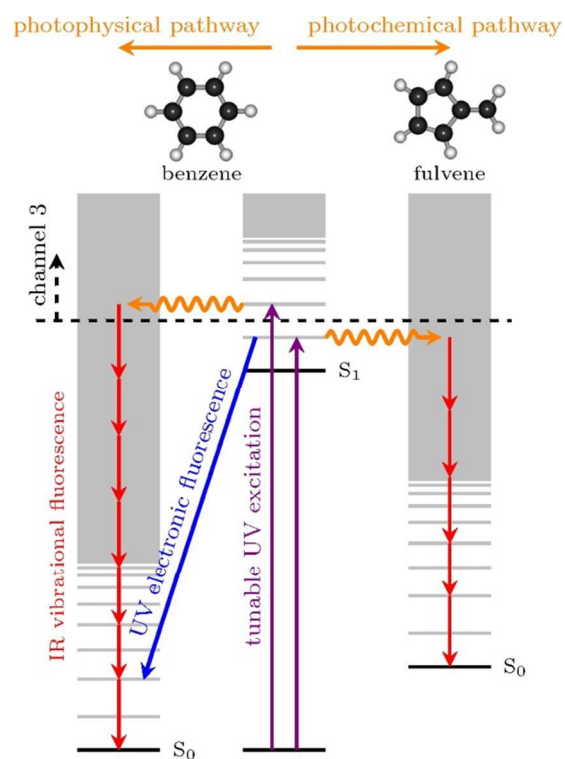 photophysical pathway
photochemical pathway
benzene
fulvene
channel 3
S₁
IR vibrational fluorescence
UV electronic fluorescence
tunable UV excitation
S₀
S₀